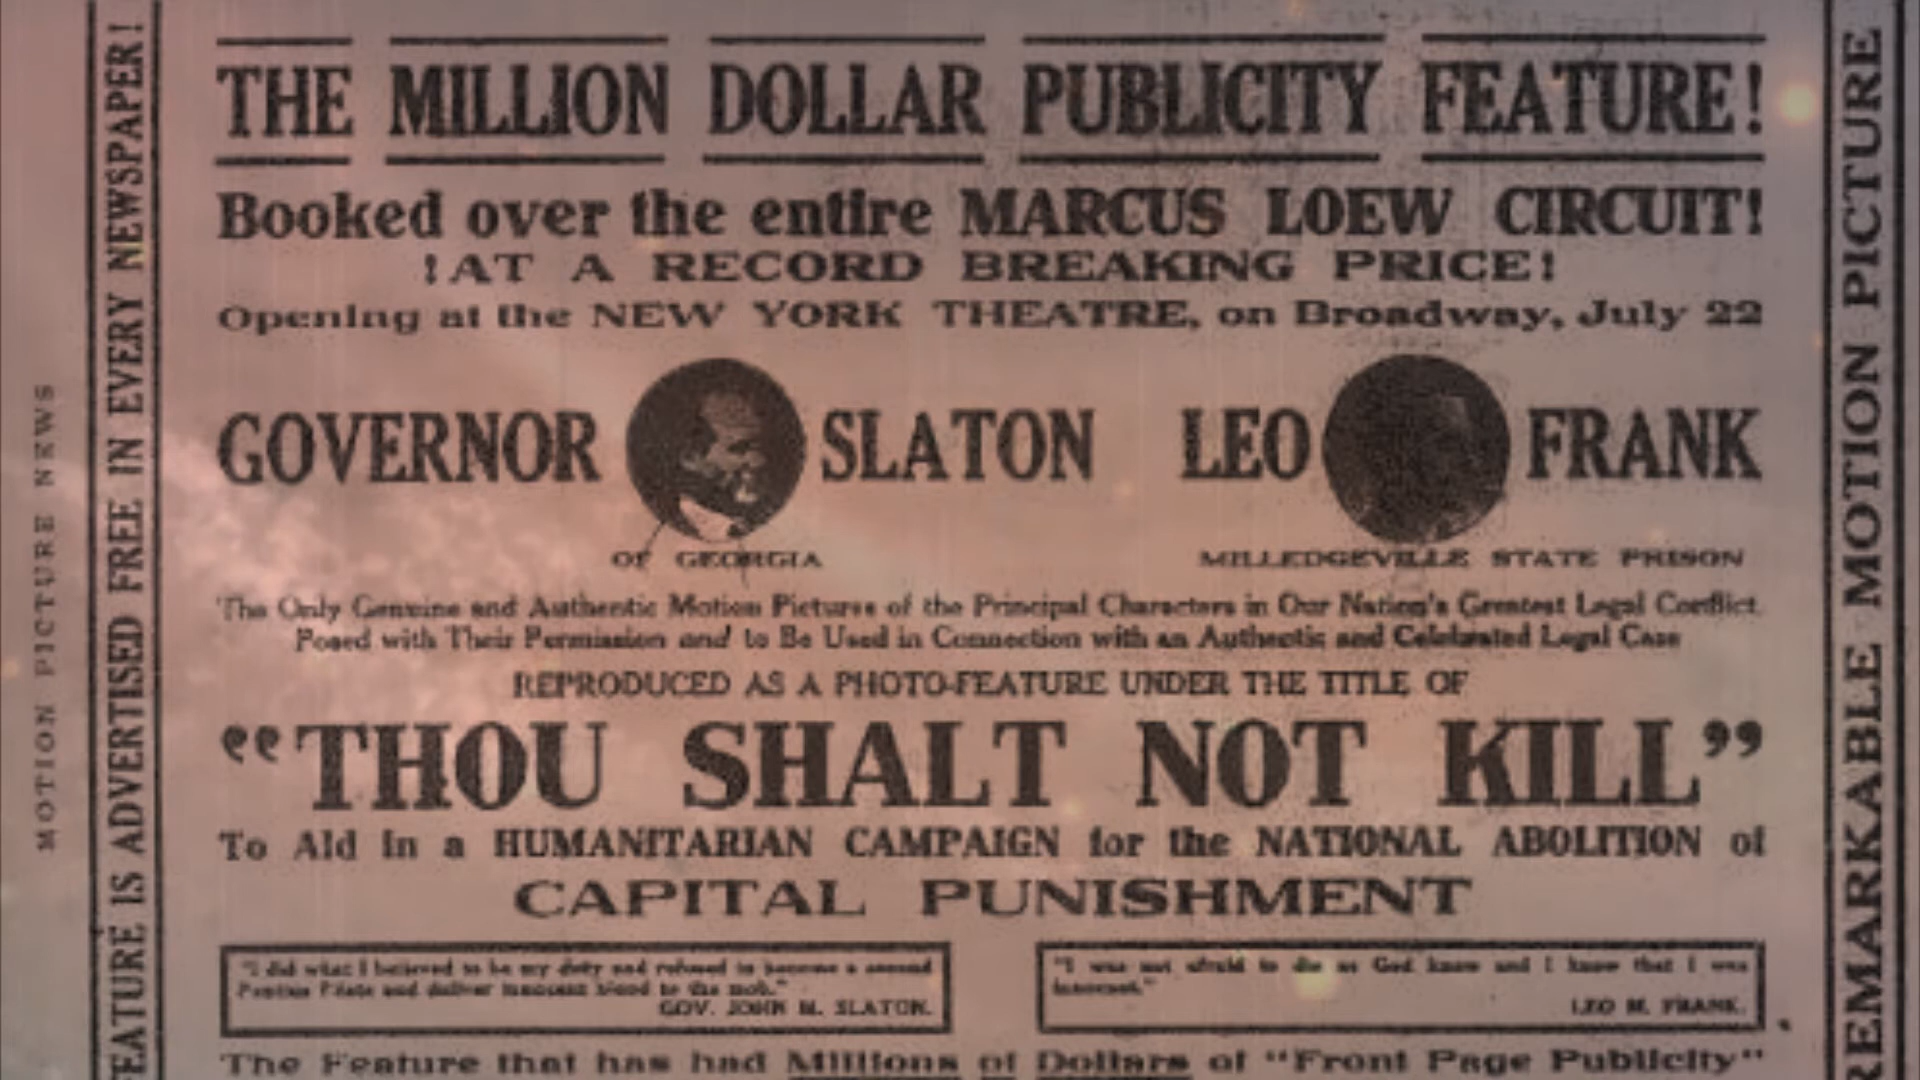 THE MILLION DOLLAR PUBLICITY FEATURE!
Booked over the entire MARCUS LOEW CIRCUIT!
!AT A RECORD BREAKING PRICE!
Opening at the NEW YORK THEATRE, on Broadway, July 22
GOVERNOR SLATON LEO FRANK
OF GEORGIA
MILLEDGEVILLE STATE PRISON
The Only Genuine and Authentic Motion Pictures of the Principal Characters in Our Nation's Greatest Legal Conflict
Posed with Their Permission and to Be Used in Connection with an Authentic and Celebrated Legal Case
REPRODUCED AS A PHOTO-FEATURE UNDER THE TITLE OF
"THOU SHALT NOT KILL"
To Aid in a HUMANITARIAN CAMPAIGN for the NATIONAL ABOLITION of
CAPITAL PUNISHMENT
"I did what I believed to be my duty and refused to become a second
Pontius Pilate and deliver innocent blood to the mob."
GOV. JOHN M. SLATON.
"I was not afraid to die as God knows and I know that I was
innocent."
LEO M. FRANK.
The Feature that has had Millions of Dollars of "Front Page Publicity"
MOTION PICTURE NEWS
FEATURE IS ADVERTISED FREE IN EVERY NEWSPAPER!
REMARKABLE MOTION PICTURE